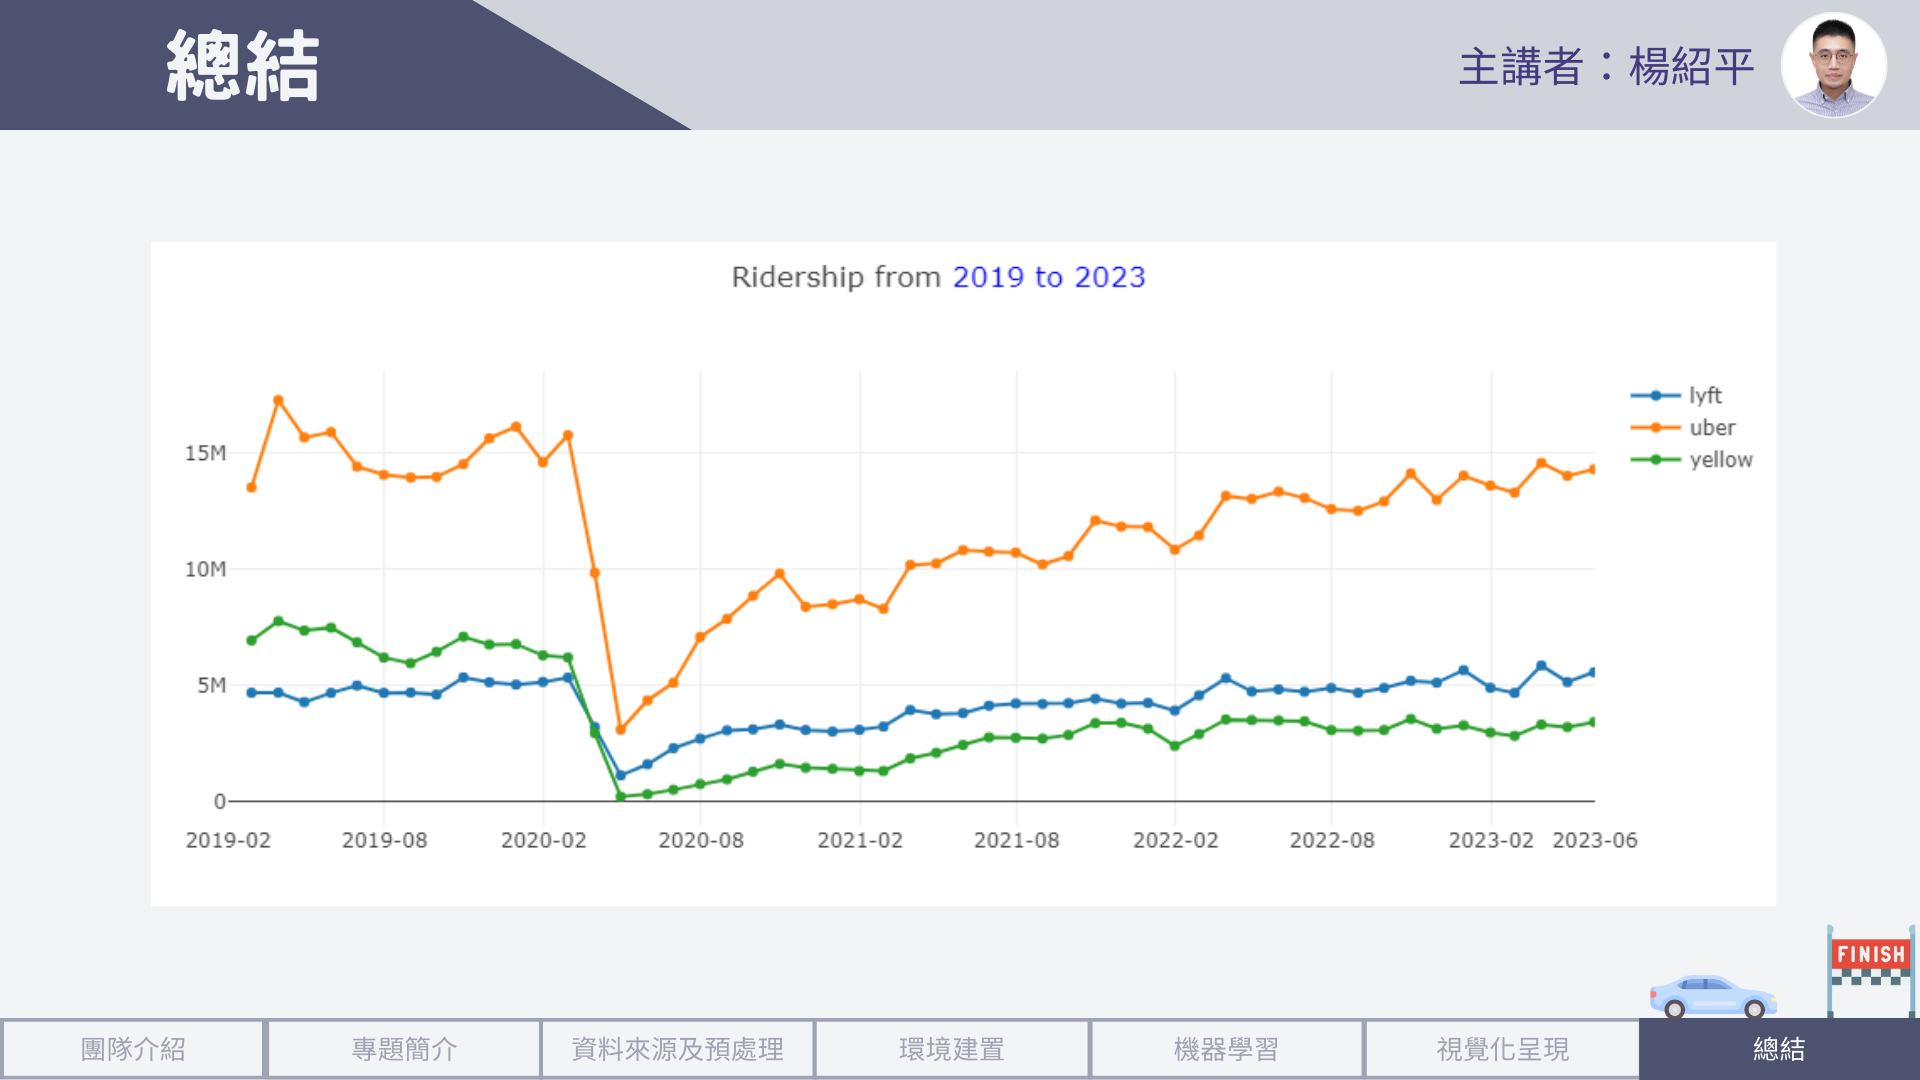 總結
主講者：楊紹平
Ridership from 2019 to 2023
lyft
uber
yellow
15M
10M
5M
0
2019-02 2019-08 2020-02 2020-08 2021-02 2021-08 2022-02 2022-08 2023-02 2023-06
FINISH
團隊介紹 專題簡介 資料來源及預處理 環境建置 機器學習 視覺化呈現 總結